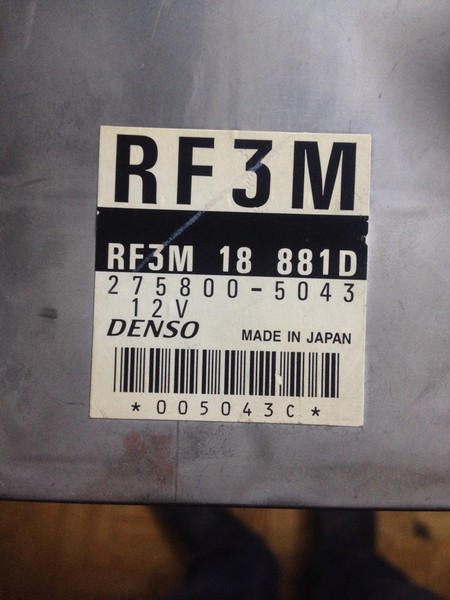 RF3M
RF3M 18 881D
275800-5043
12V
DENSO MADE IN JAPAN
*005043C*